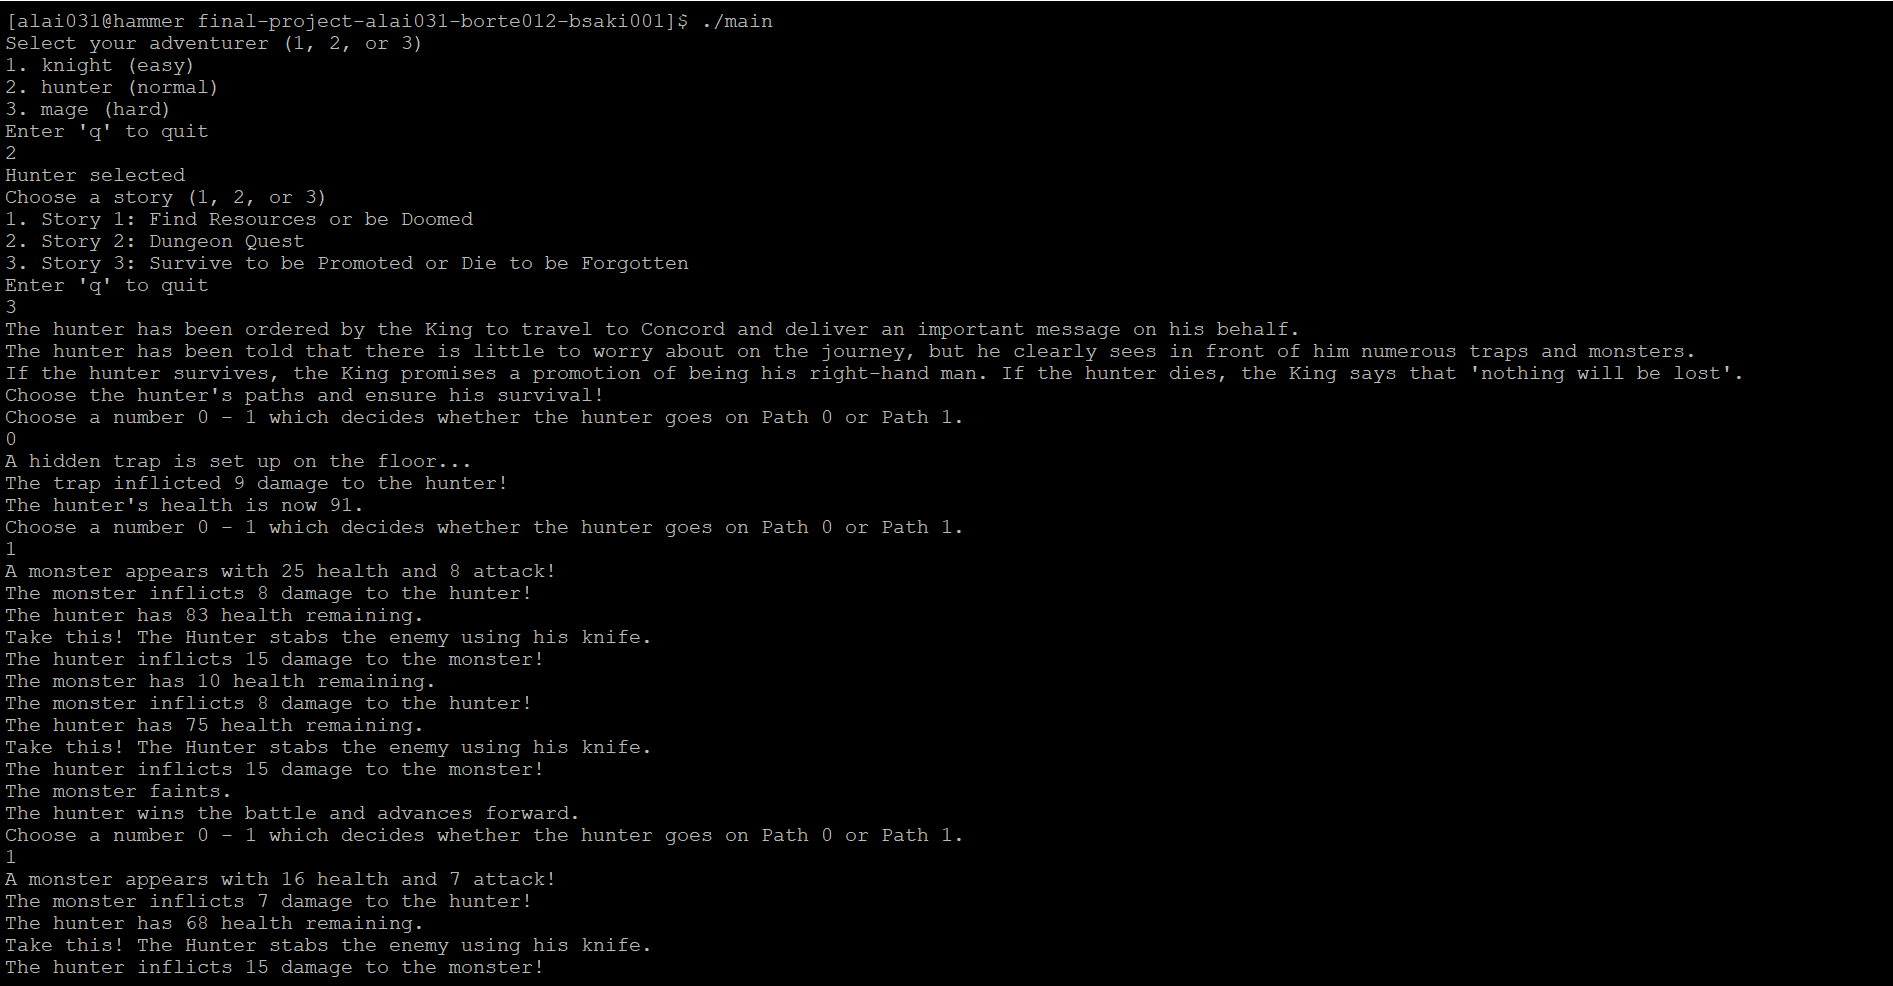 [alai031@hammer final-project-alai031-borte012-bsaki001]$ ./main
Select your adventurer (1, 2, or 3)
1. knight (easy)
2. hunter (normal)
3. mage (hard)
Enter 'q' to quit
2
Hunter selected
Choose a story (1, 2, or 3)
1. Story 1: Find Resources or be Doomed
2. Story 2: Dungeon Quest
3. Story 3: Survive to be Promoted or Die to be Forgotten
Enter 'q' to quit
3
The hunter has been ordered by the King to travel to Concord and deliver an important message on his behalf.
The hunter has been told that there is little to worry about on the journey, but he clearly sees in front of him numerous traps and monsters.
If the hunter survives, the King promises a promotion of being his right-hand man. If the hunter dies, the King says that 'nothing will be lost'.
Choose the hunter's paths and ensure his survival!
Choose a number 0 - 1 which decides whether the hunter goes on Path 0 or Path 1.
0
A hidden trap is set up on the floor...
The trap inflicted 9 damage to the hunter!
The hunter's health is now 91.
Choose a number 0 - 1 which decides whether the hunter goes on Path 0 or Path 1.
1
A monster appears with 25 health and 8 attack!
The monster inflicts 8 damage to the hunter!
The hunter has 83 health remaining.
Take this! The Hunter stabs the enemy using his knife.
The hunter inflicts 15 damage to the monster!
The monster has 10 health remaining.
The monster inflicts 8 damage to the hunter!
The hunter has 75 health remaining.
Take this! The Hunter stabs the enemy using his knife.
The hunter inflicts 15 damage to the monster!
The monster faints.
The hunter wins the battle and advances forward.
Choose a number 0 - 1 which decides whether the hunter goes on Path 0 or Path 1.
1
A monster appears with 16 health and 7 attack!
The monster inflicts 7 damage to the hunter!
The hunter has 68 health remaining.
Take this! The Hunter stabs the enemy using his knife.
The hunter inflicts 15 damage to the monster!